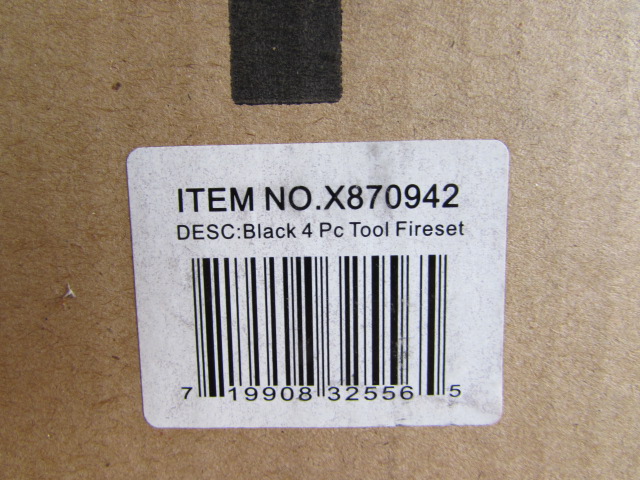 ITEM NO.X870942
DESC:Black 4 Pc Tool Fireset
7 19908 32556 5